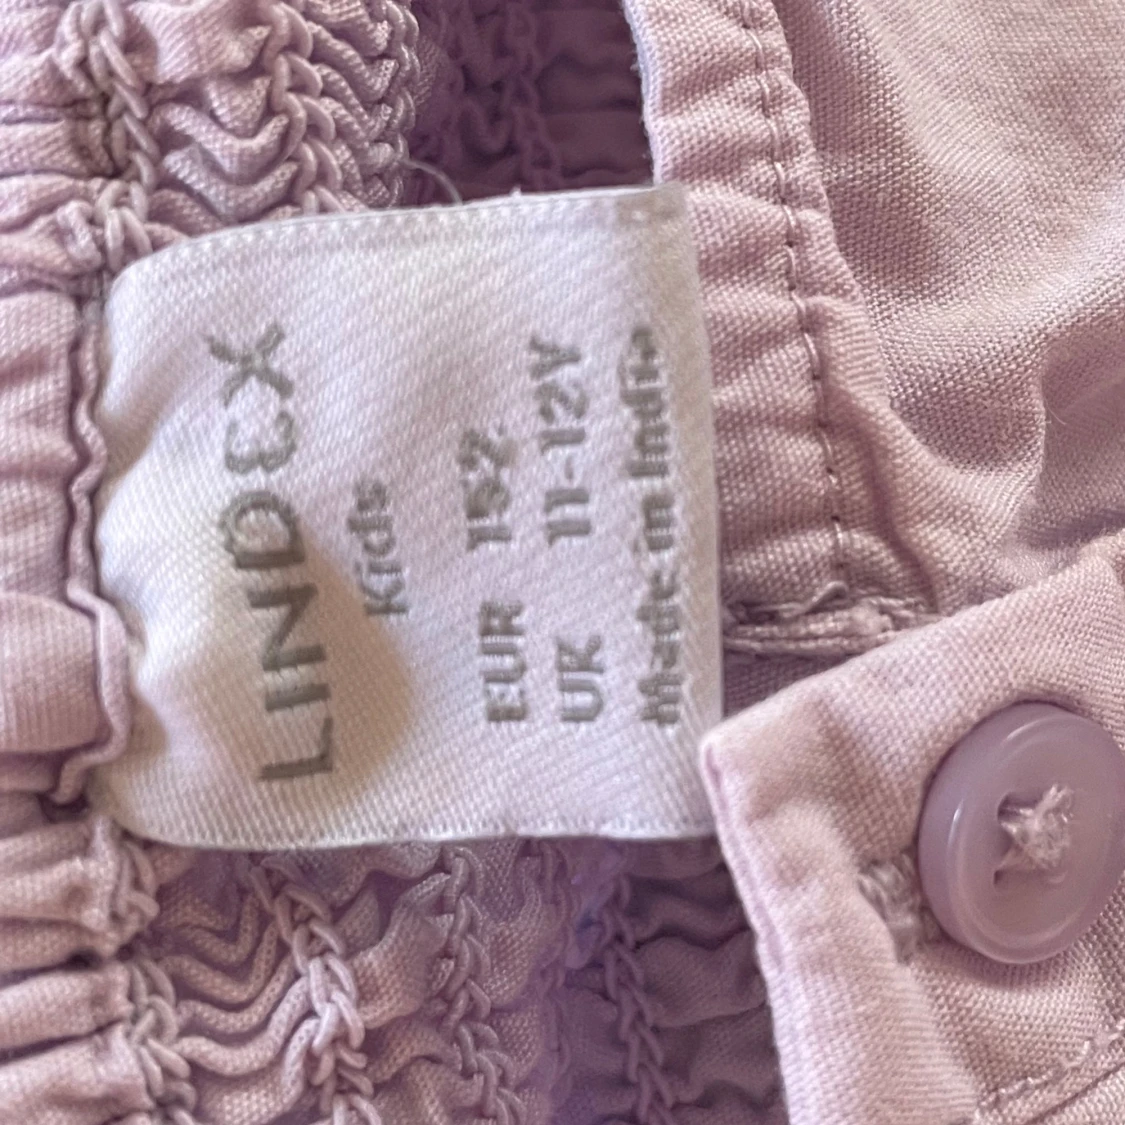 LINDEX
Kids
EUR 152
UK 11-12Y
Made in India